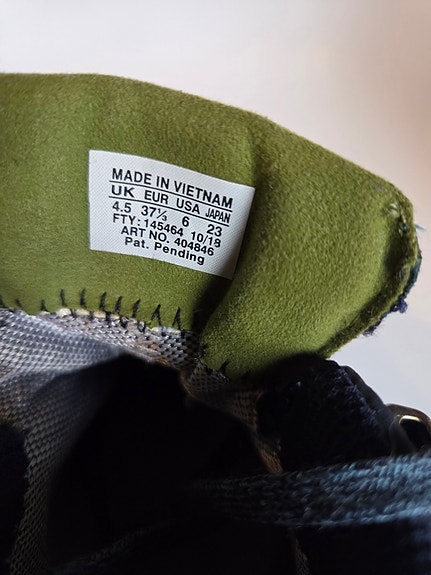 MADE IN VIETNAM
UK EUR USA JAPAN
4.5 37⅓ 6 23
FTY: 145464 10/18
ART NO. 404846
Pat. Pending